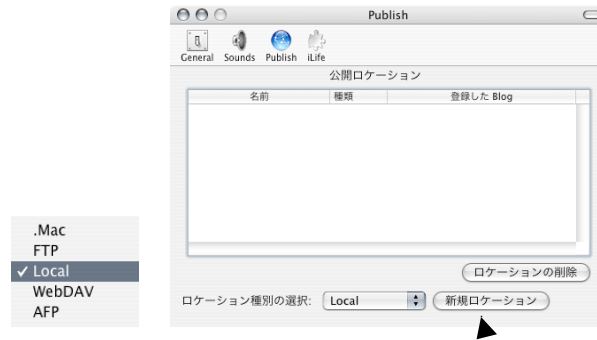 Publish
General Sounds Publish iLife
公開ロケーション
名前 種類 登録した Blog
ロケーションの削除
ロケーション種別の選択: Local 新規ロケーション
.Mac
FTP
✓ Local
WebDAV
AFP